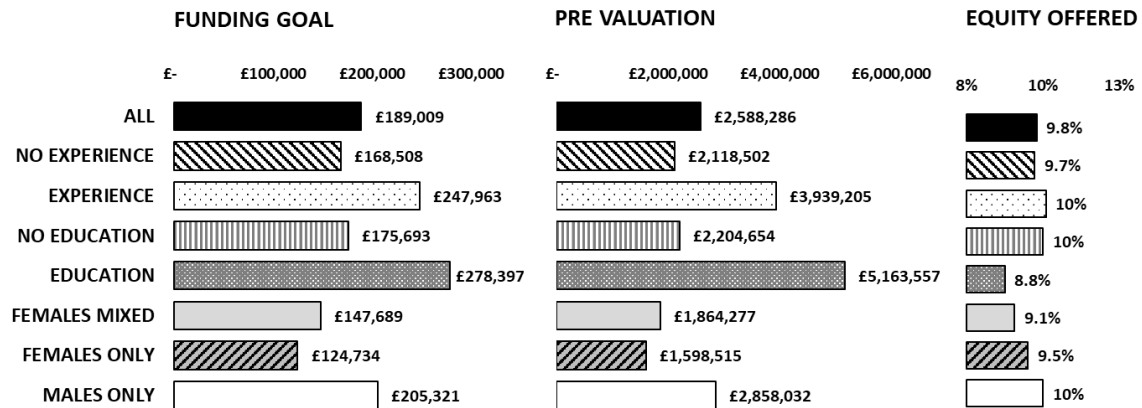 FUNDING GOAL PRE VALUATION EQUITY OFFERED
£- £100,000 £200,000 £300,000 £- £2,000,000 £4,000,000 £6,000,000 8% 10% 13%
ALL £189,009 £2,588,286 9.8%
NO EXPERIENCE £168,508 £2,118,502 9.7%
EXPERIENCE £247,963 £3,939,205 10%
NO EDUCATION £175,693 £2,204,654 10%
EDUCATION £278,397 £5,163,557 8.8%
FEMALES MIXED £147,689 £1,864,277 9.1%
FEMALES ONLY £124,734 £1,598,515 9.5%
MALES ONLY £205,321 £2,858,032 10%